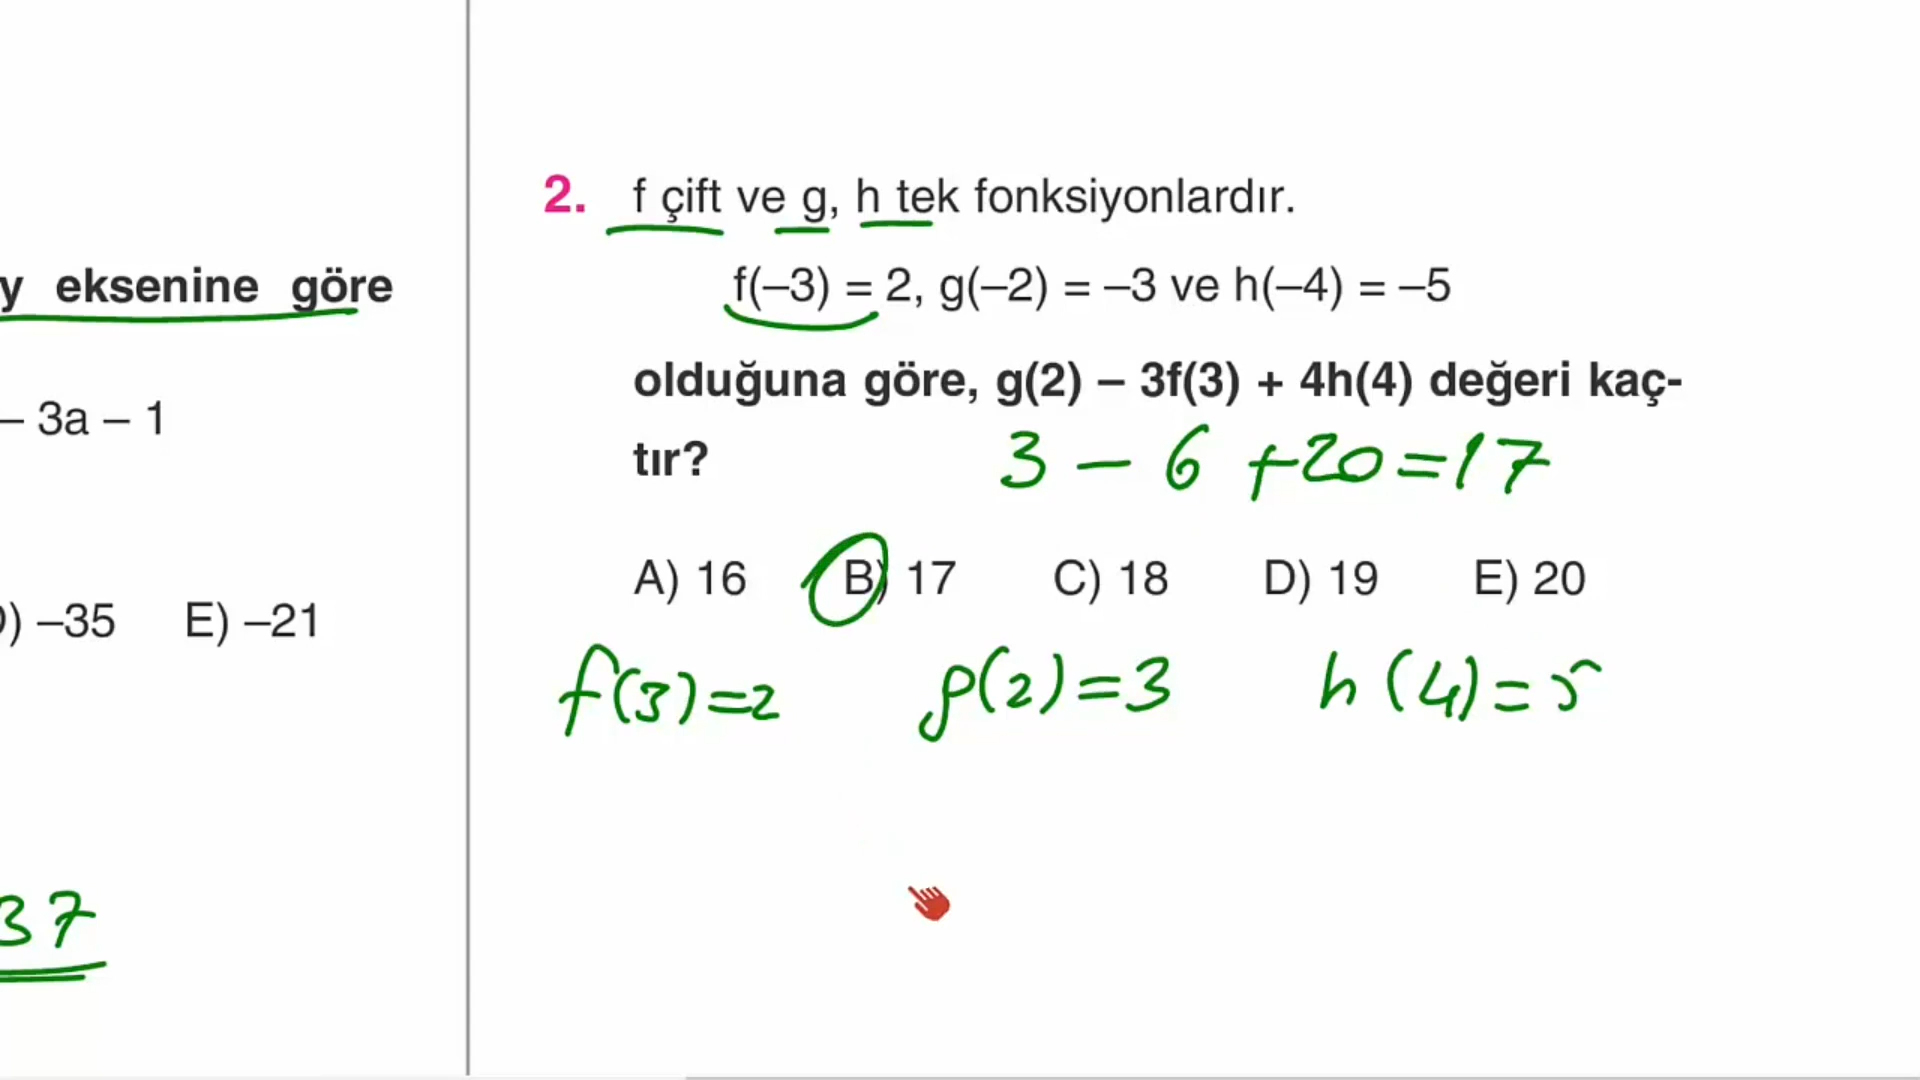 y eksenine göre
– 3a – 1
) –35 E) –21
37
2. f çift ve g, h tek fonksiyonlardır.
f(–3) = 2, g(–2) = –3 ve h(–4) = –5
olduğuna göre, g(2) – 3f(3) + 4h(4) değeri kaç-
tır?
3 – 6 +20=17
A) 16 B) 17 C) 18 D) 19 E) 20
f(3)=2 g(2)=3 h(4)=5